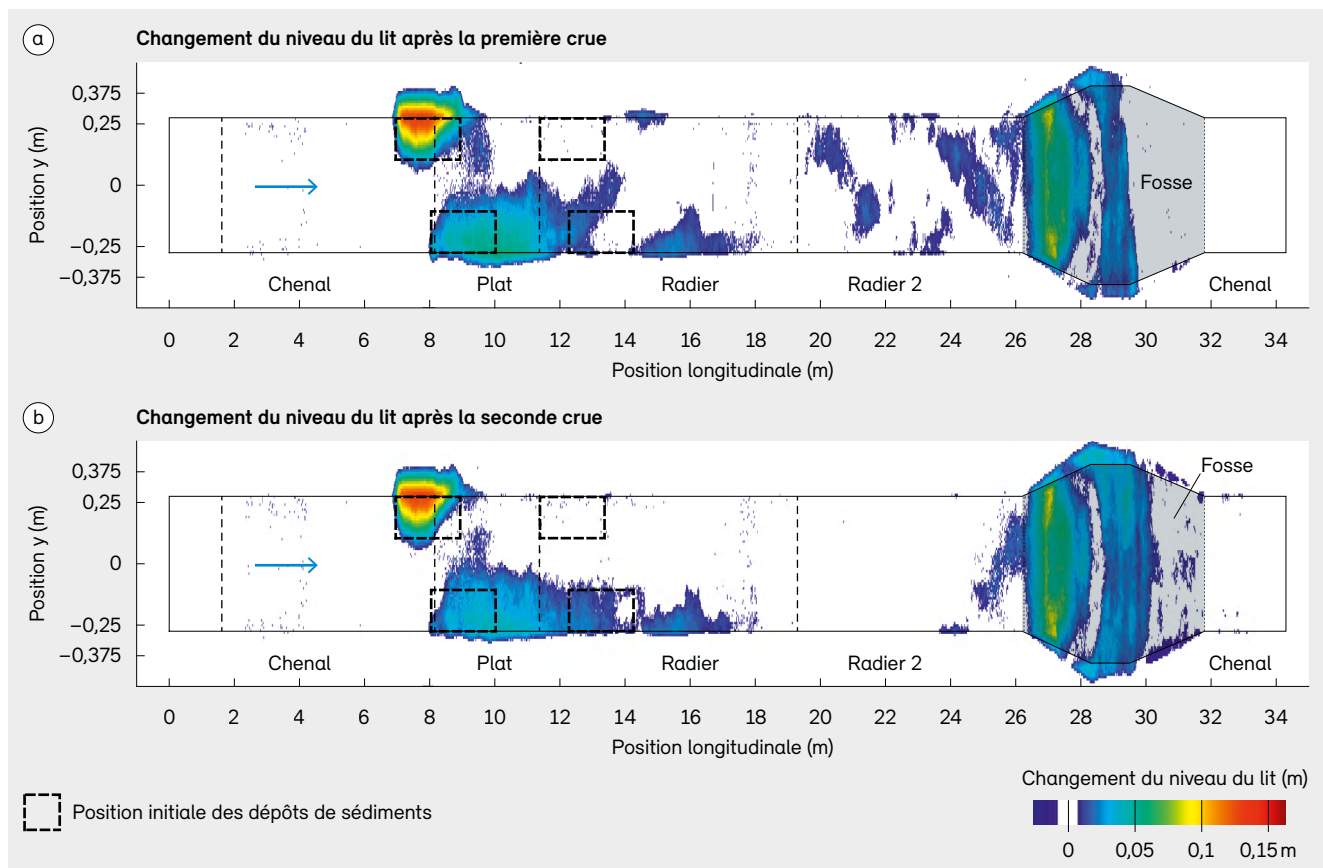 a
Changement du niveau du lit après la première crue
Position y (m)
0,375
0,25
0
−0,25
−0,375
Fosse
Chenal
Plat
Radier
Radier 2
Chenal
0 2 4 6 8 10 12 14 16 18 20 22 24 26 28 30 32 34
Position longitudinale (m)
b
Changement du niveau du lit après la seconde crue
Position y (m)
0,375
0,25
0
−0,25
−0,375
Fosse
Chenal
Plat
Radier
Radier 2
Chenal
0 2 4 6 8 10 12 14 16 18 20 22 24 26 28 30 32 34
Position longitudinale (m)
Position initiale des dépôts de sédiments
Changement du niveau du lit (m)
0 0,05 0,1 0,15 m